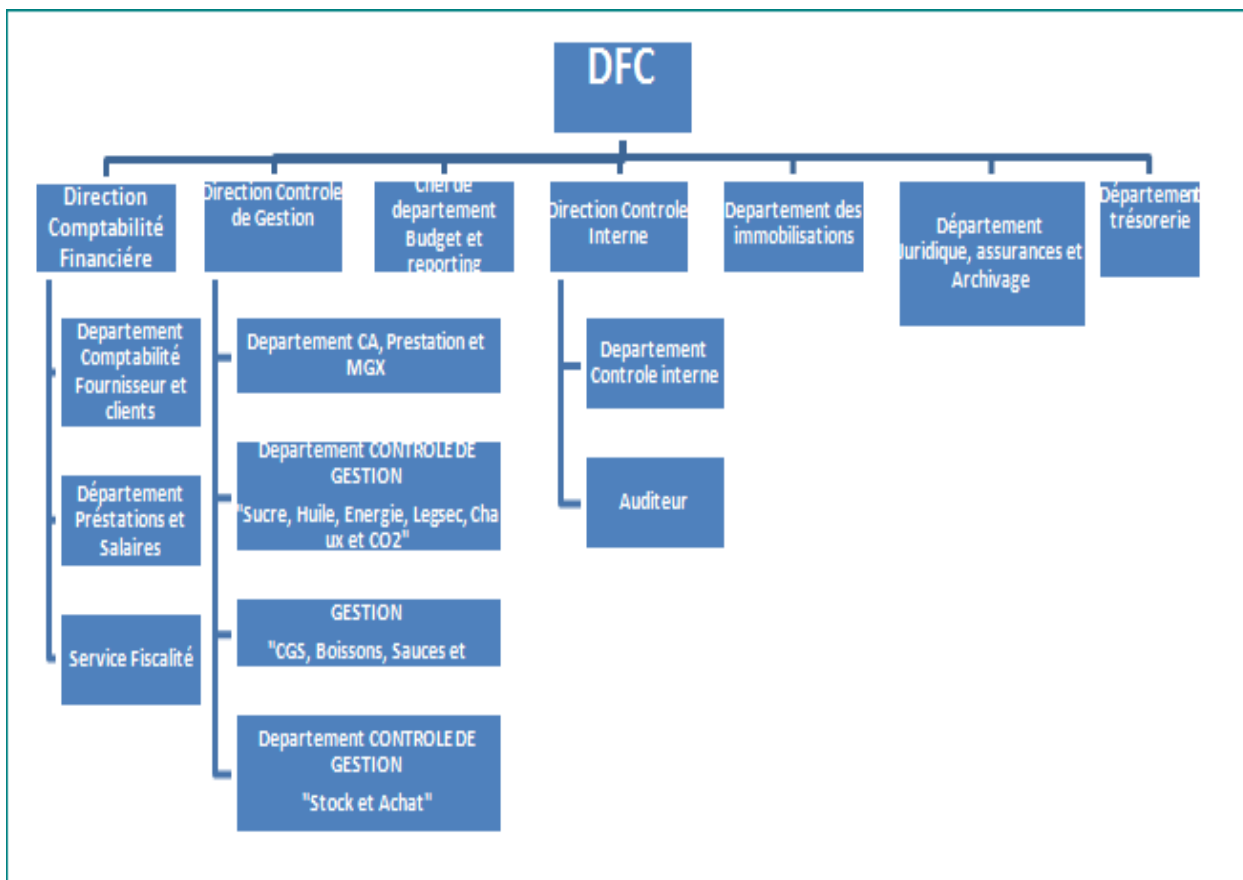 DFC
Direction
Comptabilité
Financiére
Direction Controle
de Gestion
Chef de
departement
Budget et
reporting
Direction Controle
Interne
Departement des
immobilisations
Département
Juridique, assurances et
Archivage
Département
trésorerie
Departement
Comptabilité
Fournisseur et
clients
Département
Préstations et
Salaires
Service Fiscalité
Departement CA, Prestation et
MGX
Departement CONTROLE DE
GESTION
"Sucre, Huile, Energie, Legsec, Cha
ux et CO2"
GESTION
"CGS, Boissons, Sauces et
Departement CONTROLE DE
GESTION
"Stock et Achat"
Departement
Controle interne
Auditeur